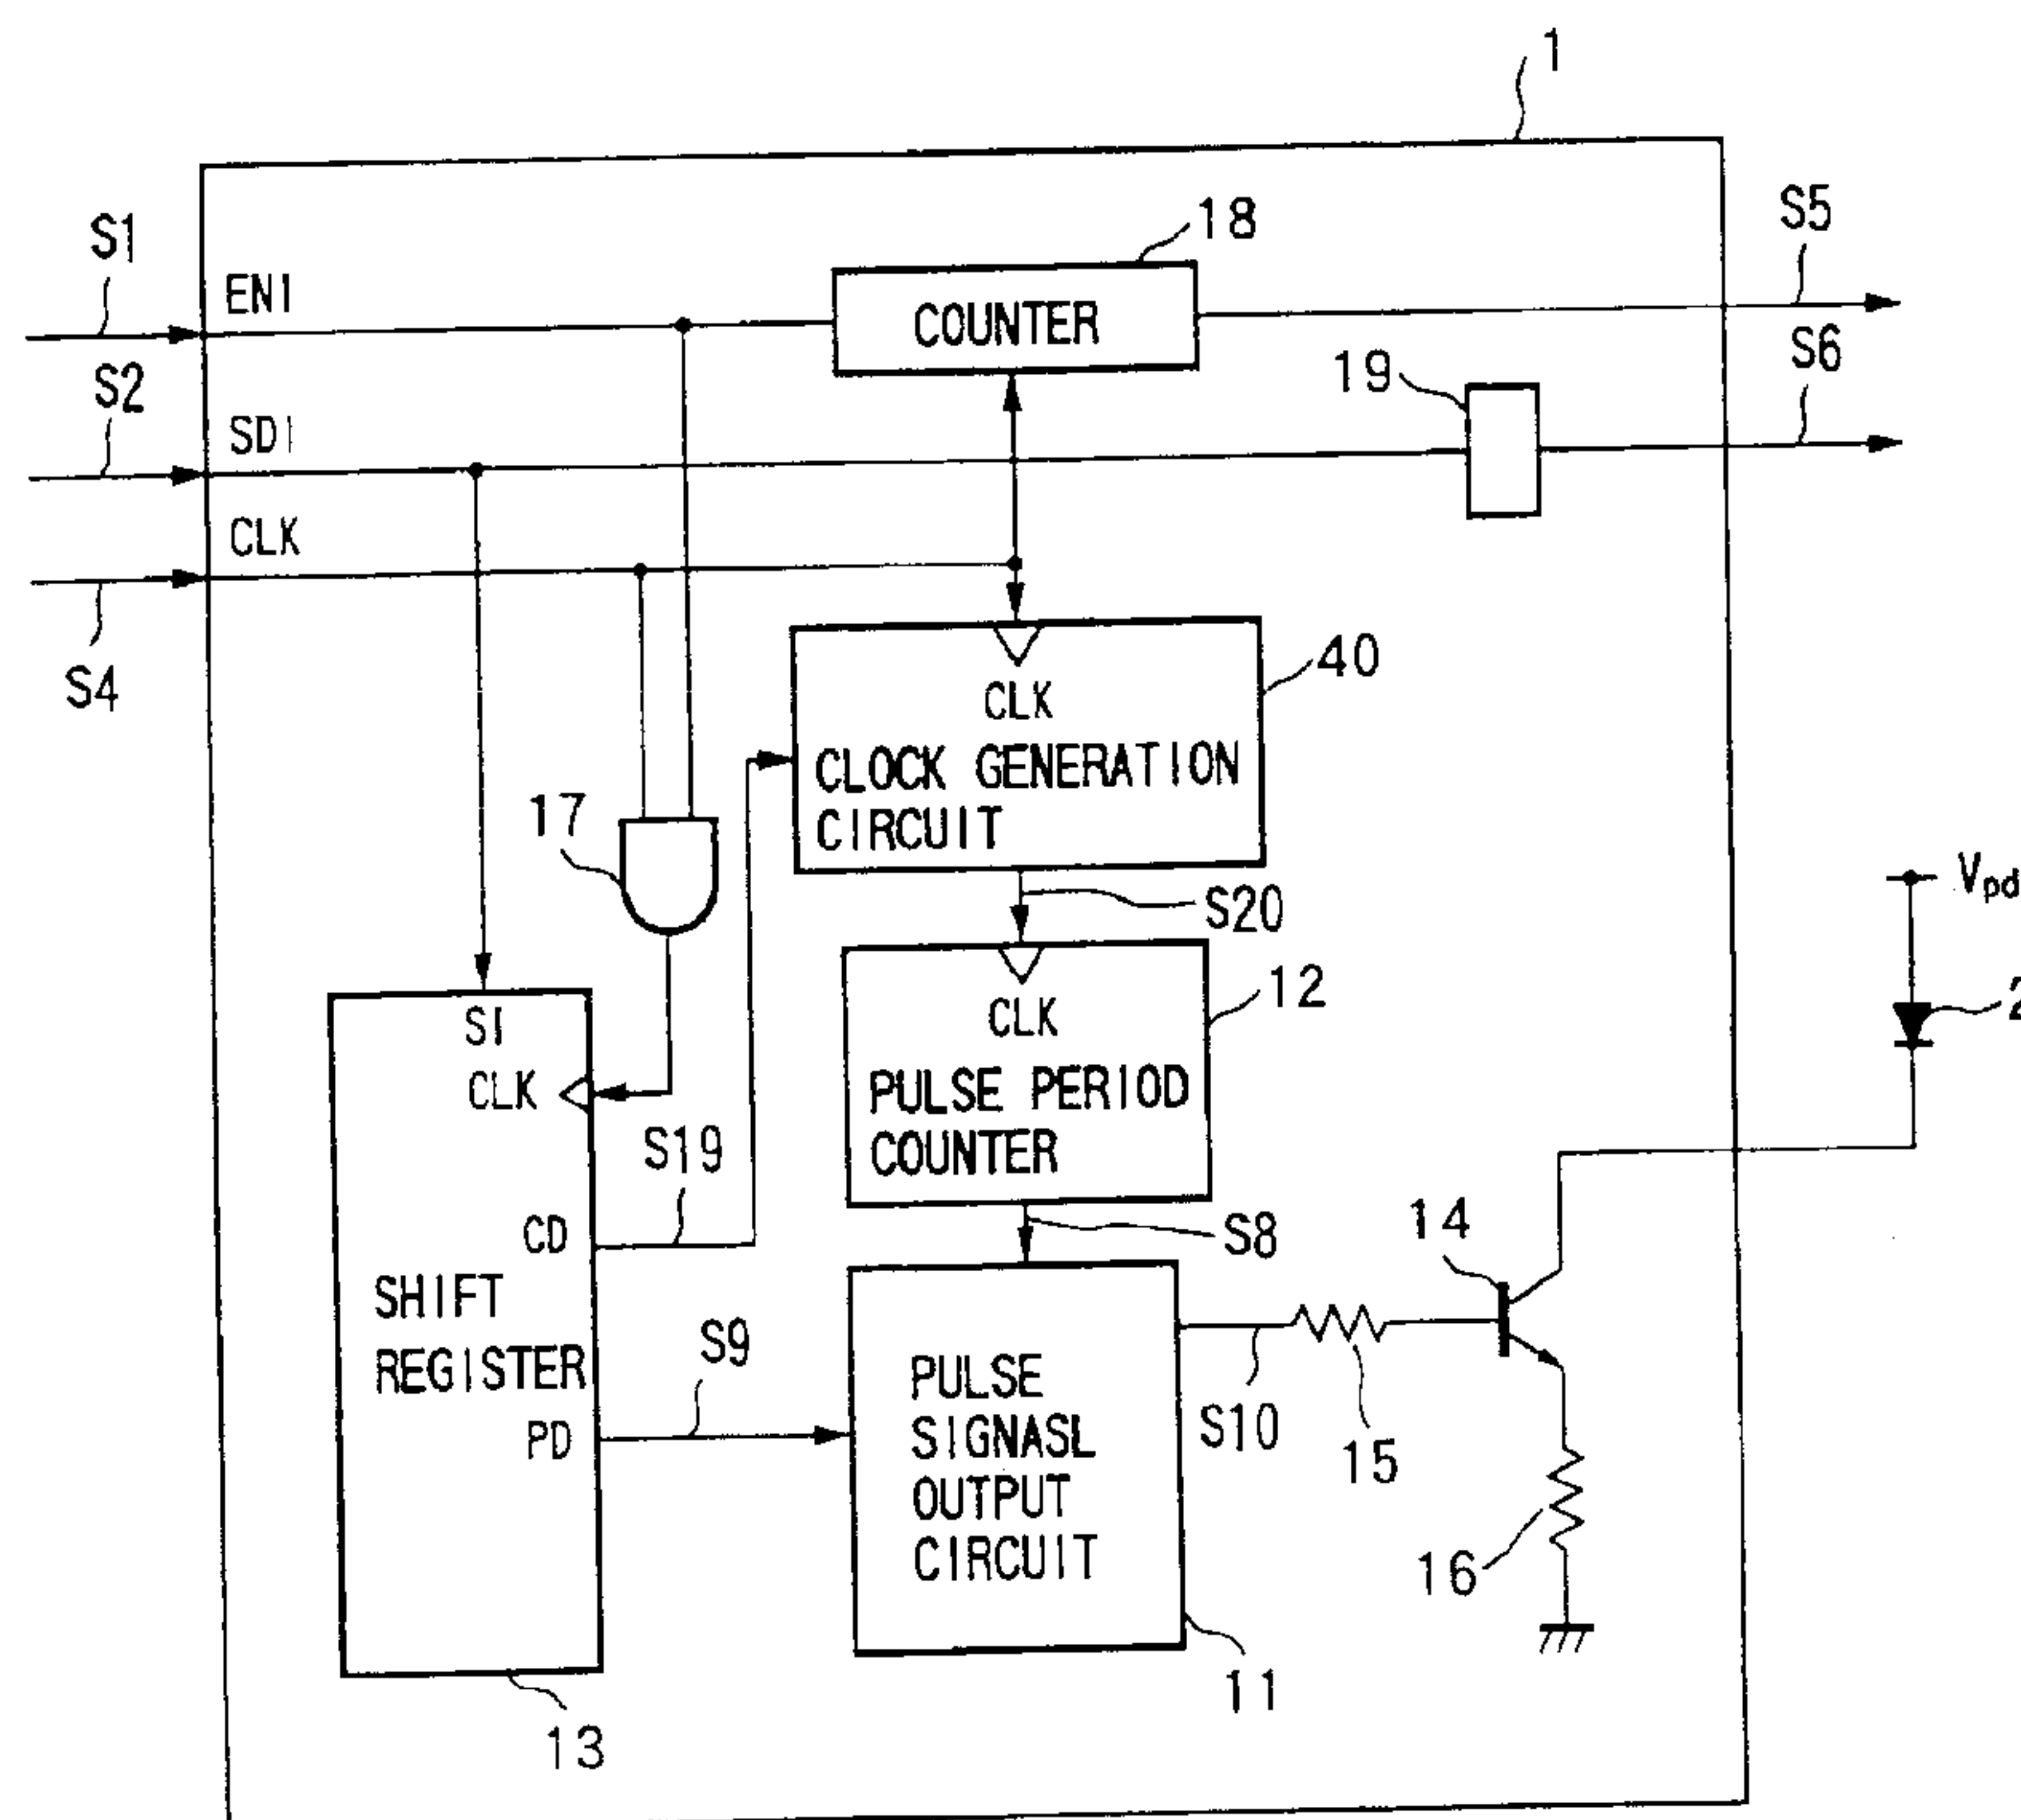 1
S1
EN1
18
COUNTER
S5
S2
SDI
19
S6
CLK
S4
CLK
CLOCK GENERATION
CIRCUIT
40
17
S20
Vpd
SI
CLK
CLK
PULSE PERIOD
COUNTER
12
2
S19
CD
S8
14
SHIFT
REGISTER
S9
PD
PULSE
SIGNASL
OUTPUT
CIRCUIT
S10
15
16
11
13